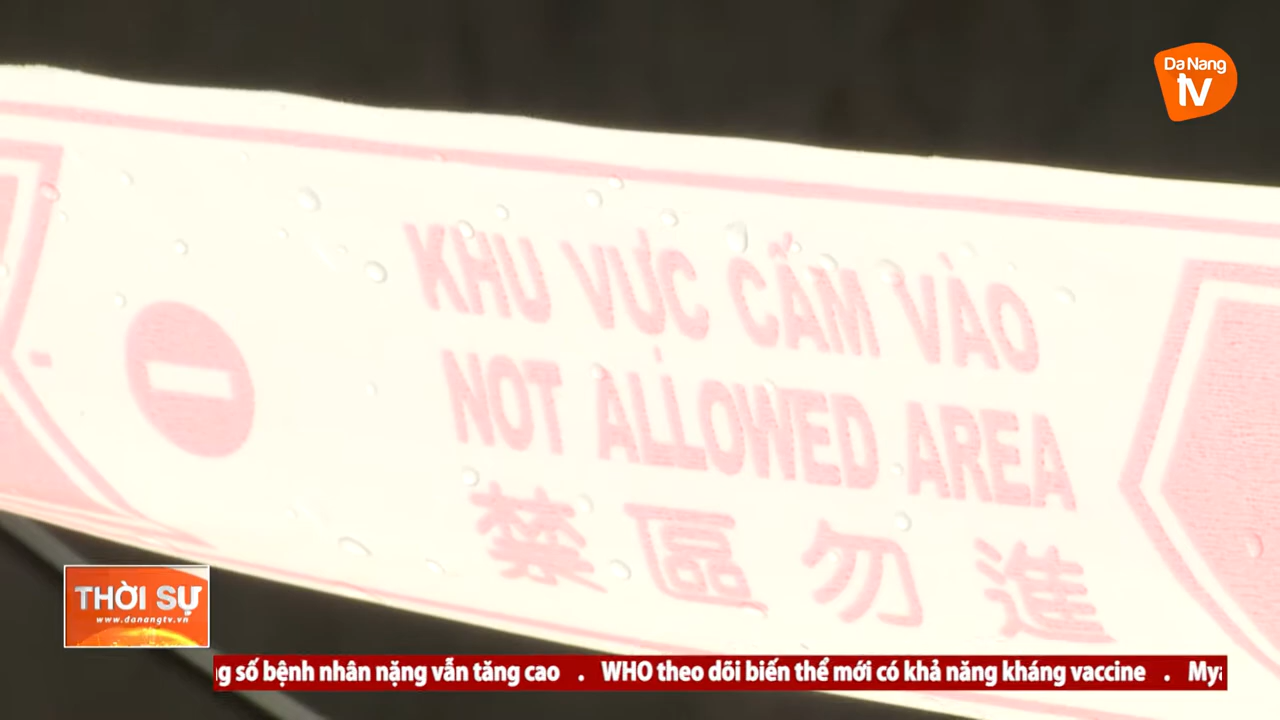 Da Nang
tv
KHU VỰC CẤM VÀO
NOT ALLOWED AREA
禁區勿進
THỜI SỰ
www.danangtv.vn
số bệnh nhân nặng vẫn tăng cao . WHO theo dõi biến thể mới có khả năng kháng vaccine .